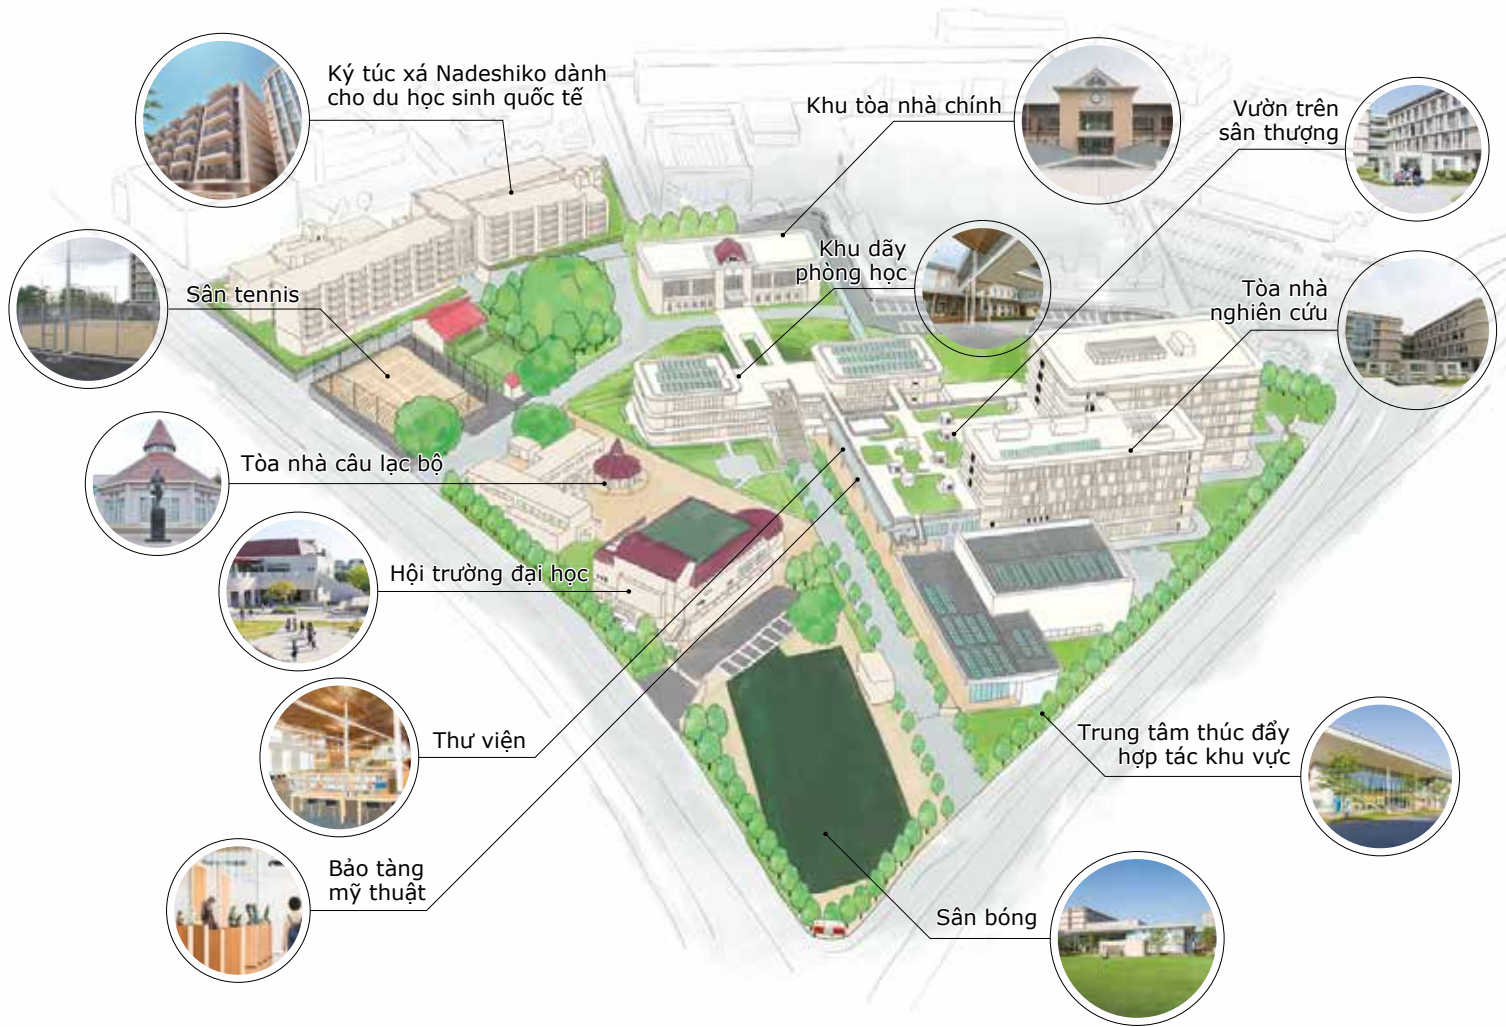 Ký túc xá Nadeshiko dành
cho du học sinh quốc tế
Khu tòa nhà chính
Vườn trên
sân thượng
Khu dãy
phòng học
Sân tennis
Tòa nhà
nghiên cứu
Tòa nhà câu lạc bộ
Hội trường đại học
Thư viện
Trung tâm thúc đẩy
hợp tác khu vực
Bảo tàng
mỹ thuật
Sân bóng